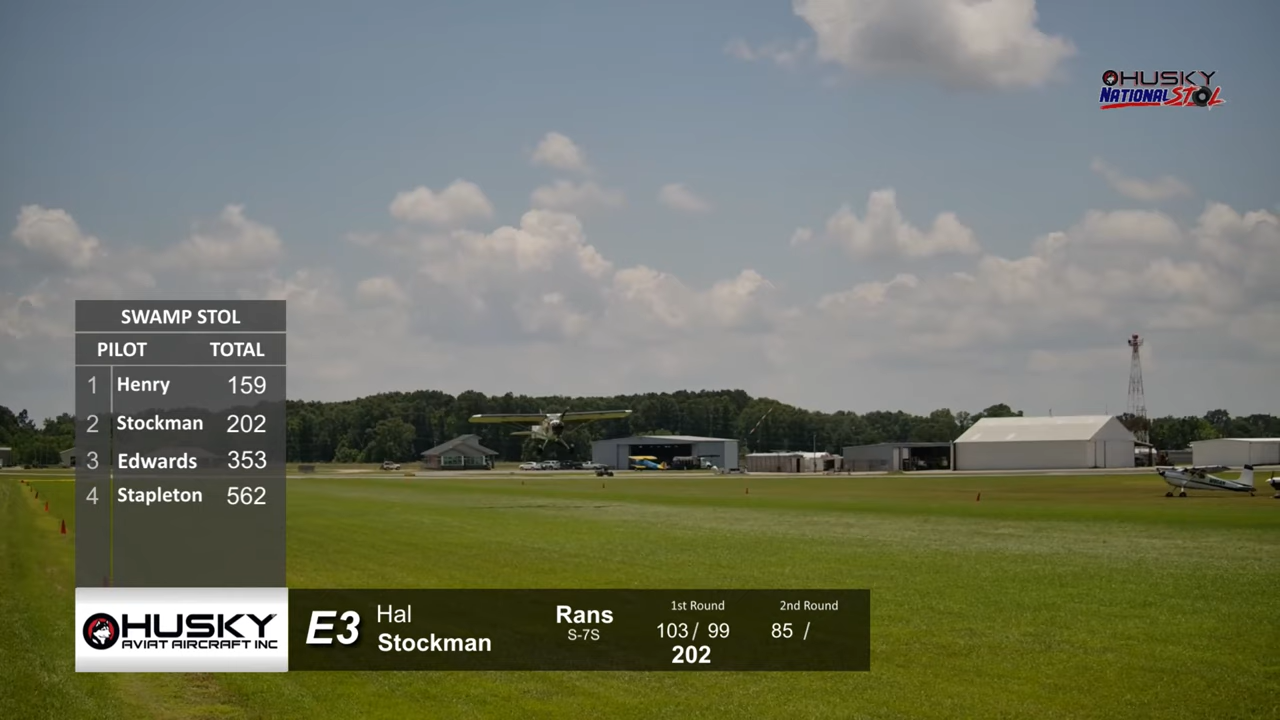 HUSKY
NATIONAL STOL
SWAMP STOL
PILOT TOTAL
1 Henry 159
2 Stockman 202
3 Edwards 353
4 Stapleton 562
HUSKY
AVIAT AIRCRAFT INC
E3
Hal
Stockman
Rans
S-7S
1st Round
103 / 99
202
2nd Round
85 /